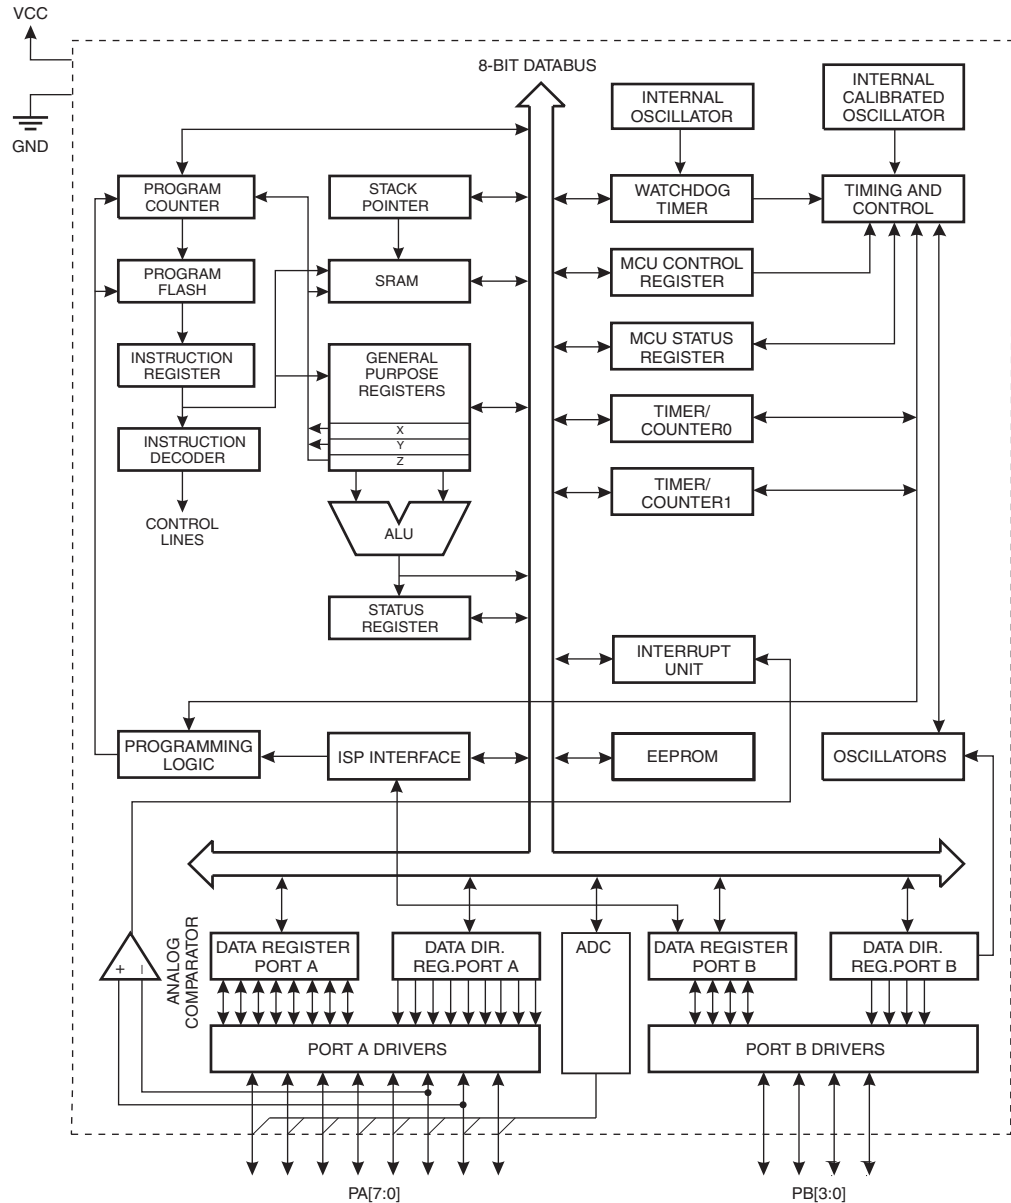 VCC
GND
8-BIT DATABUS
INTERNAL
OSCILLATOR
INTERNAL
CALIBRATED
OSCILLATOR
PROGRAM
COUNTER
STACK
POINTER
WATCHDOG
TIMER
TIMING AND
CONTROL
PROGRAM
FLASH
SRAM
MCU CONTROL
REGISTER
INSTRUCTION
REGISTER
GENERAL
PURPOSE
REGISTERS
X
Y
Z
MCU STATUS
REGISTER
INSTRUCTION
DECODER
TIMER/
COUNTER0
CONTROL
LINES
ALU
TIMER/
COUNTER1
STATUS
REGISTER
INTERRUPT
UNIT
PROGRAMMING
LOGIC
ISP INTERFACE
EEPROM
OSCILLATORS
ANALOG
COMPARATOR
+
–
DATA REGISTER
PORT A
DATA DIR.
REG.PORT A
ADC
DATA REGISTER
PORT B
DATA DIR.
REG.PORT B
PORT A DRIVERS
PORT B DRIVERS
PA[7:0]
PB[3:0]